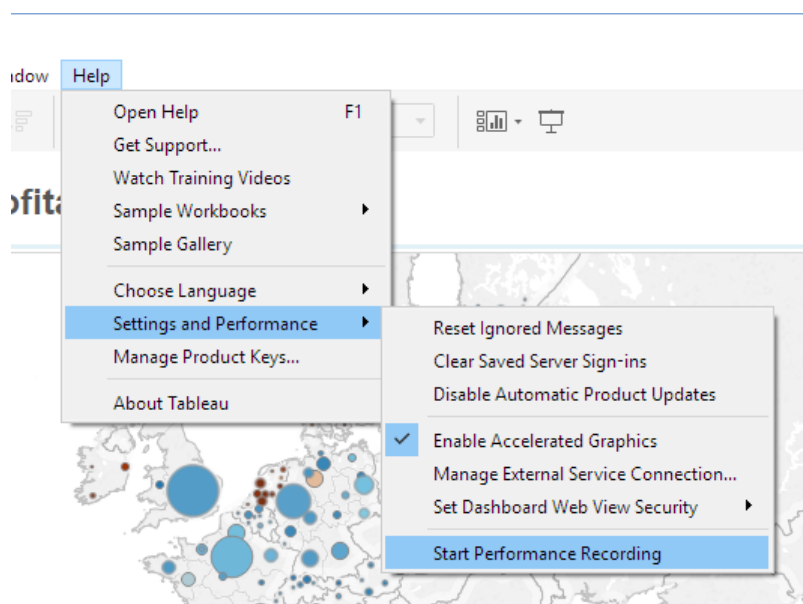 Help
Open Help F1
Get Support...
Watch Training Videos
Sample Workbooks
Sample Gallery
Choose Language
Settings and Performance
Manage Product Keys...
About Tableau
Reset Ignored Messages
Clear Saved Server Sign-ins
Disable Automatic Product Updates
Enable Accelerated Graphics
Manage External Service Connection...
Set Dashboard Web View Security
Start Performance Recording